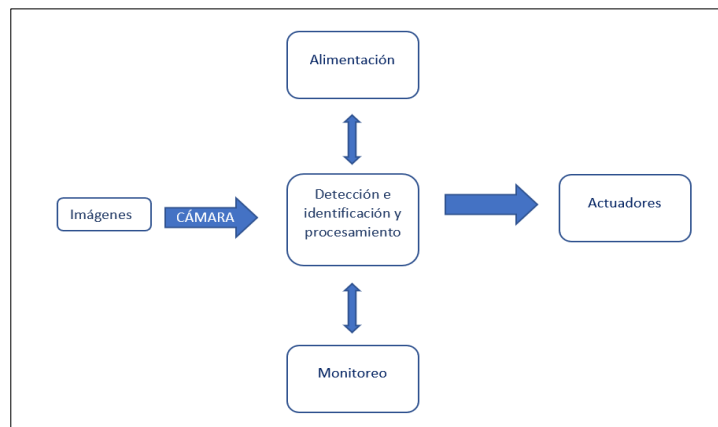 Alimentación
Imágenes
CÁMARA
Detección e
identificación y
procesamiento
Actuadores
Monitoreo